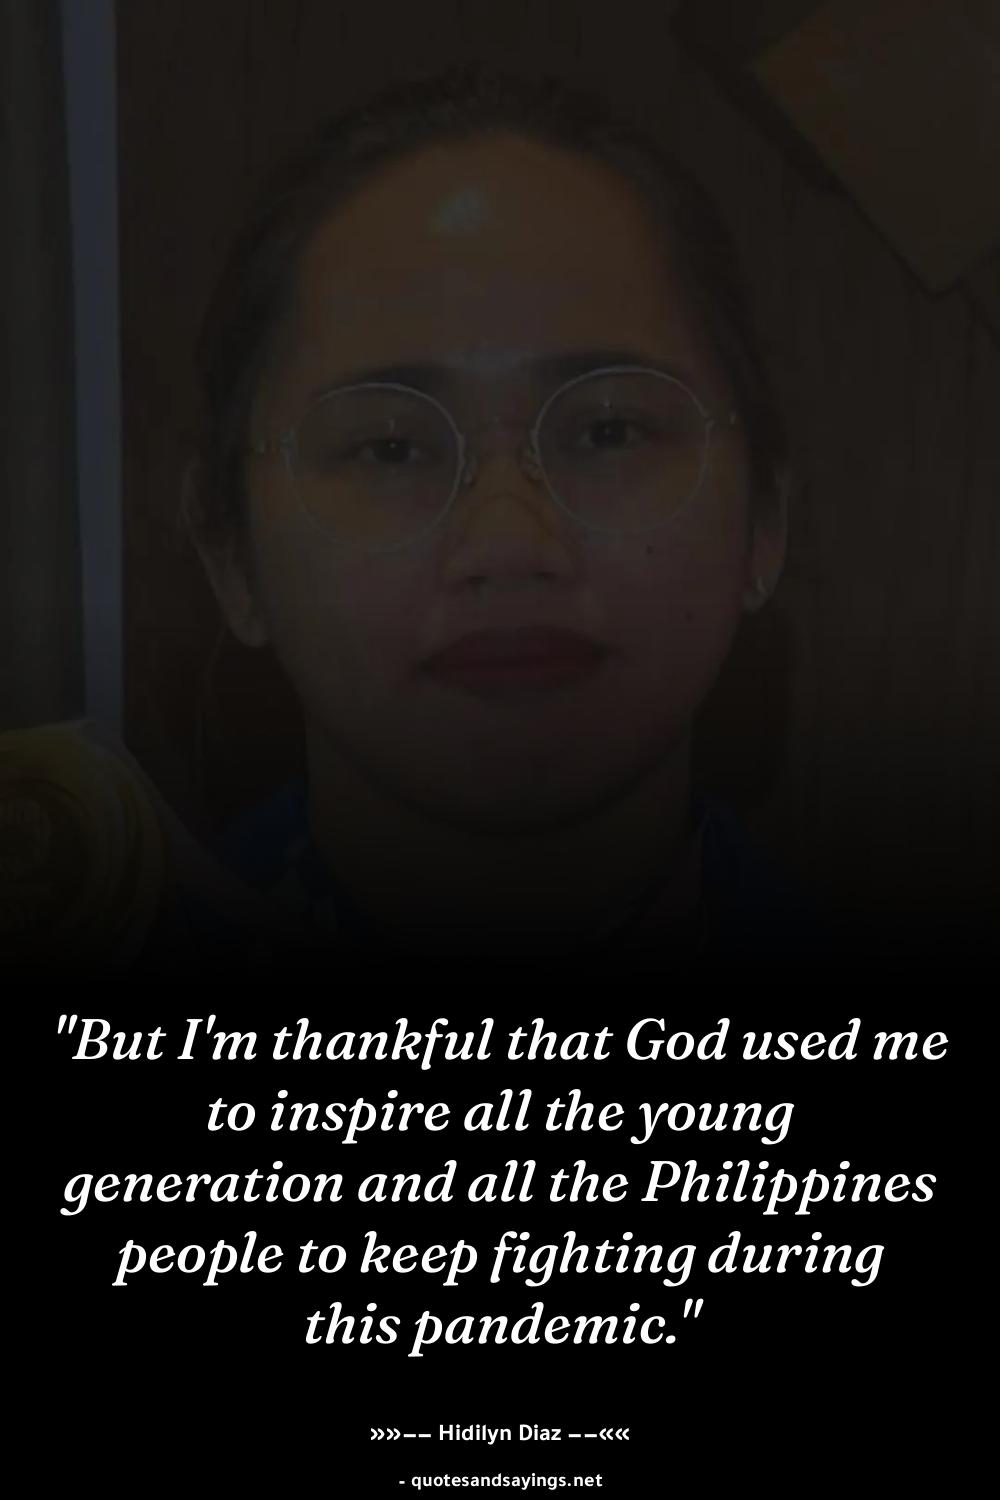 "But I'm thankful that God used me
to inspire all the young
generation and all the Philippines
people to keep fighting during
this pandemic."
»»–– Hidilyn Diaz ––««
- quotesandsayings.net